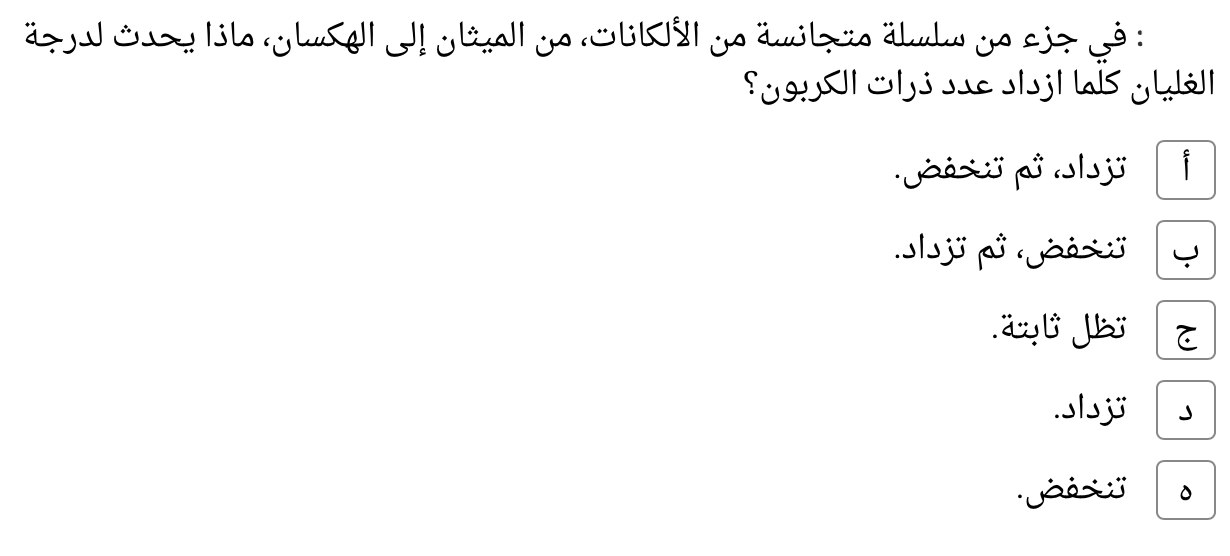 : في جزء من سلسلة متجانسة من الألكانات، من الميثان إلى الهكسان، ماذا يحدث لدرجة
الغليان كلما ازداد عدد ذرات الكربون؟
أ تزداد، ثم تنخفض.
ب تنخفض، ثم تزداد.
ج تظل ثابتة.
د تزداد.
ه تنخفض.